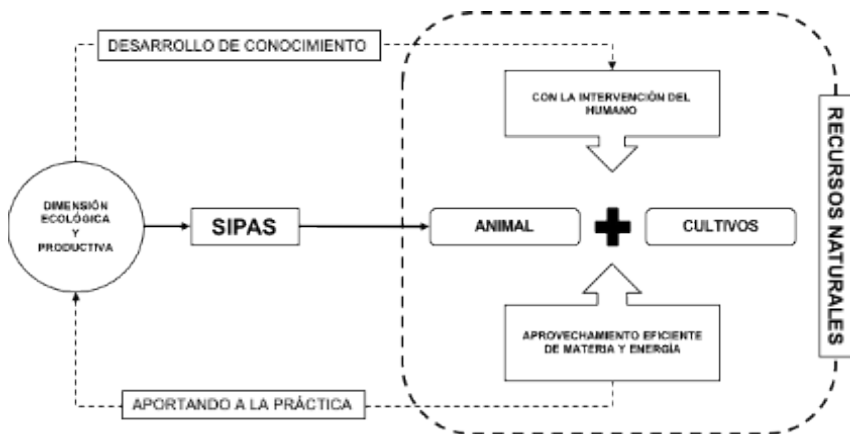 DESARROLLO DE CONOCIMIENTO
CON LA INTERVENCIÓN DEL
HUMANO
RECURSOS NATURALES
DIMENSIÓN
ECOLÓGICA
Y
PRODUCTIVA
SIPAS
ANIMAL
CULTIVOS
APROVECHAMIENTO EFICIENTE
DE MATERIA Y ENERGÍA
APORTANDO A LA PRÁCTICA